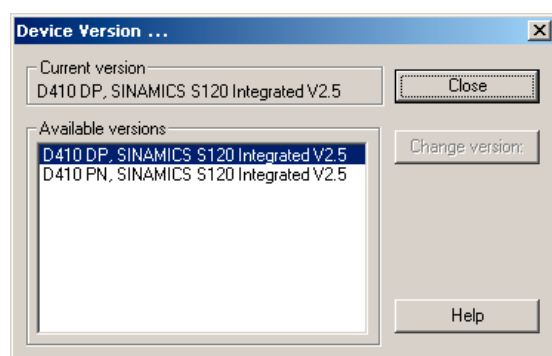 Device Version ...
Current version
D410 DP, SINAMICS S120 Integrated V2.5
Close
Available versions
D410 DP, SINAMICS S120 Integrated V2.5
D410 PN, SINAMICS S120 Integrated V2.5
Change version:
Help